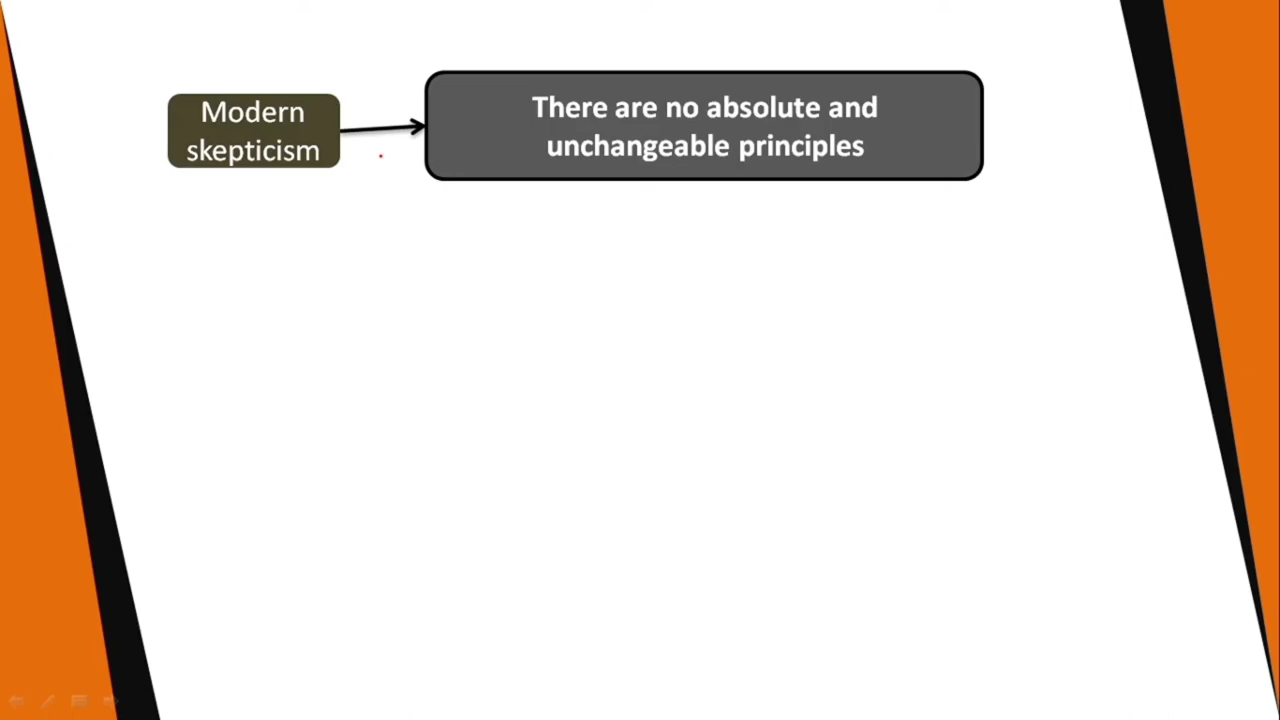 Modern
skepticism
There are no absolute and
unchangeable principles